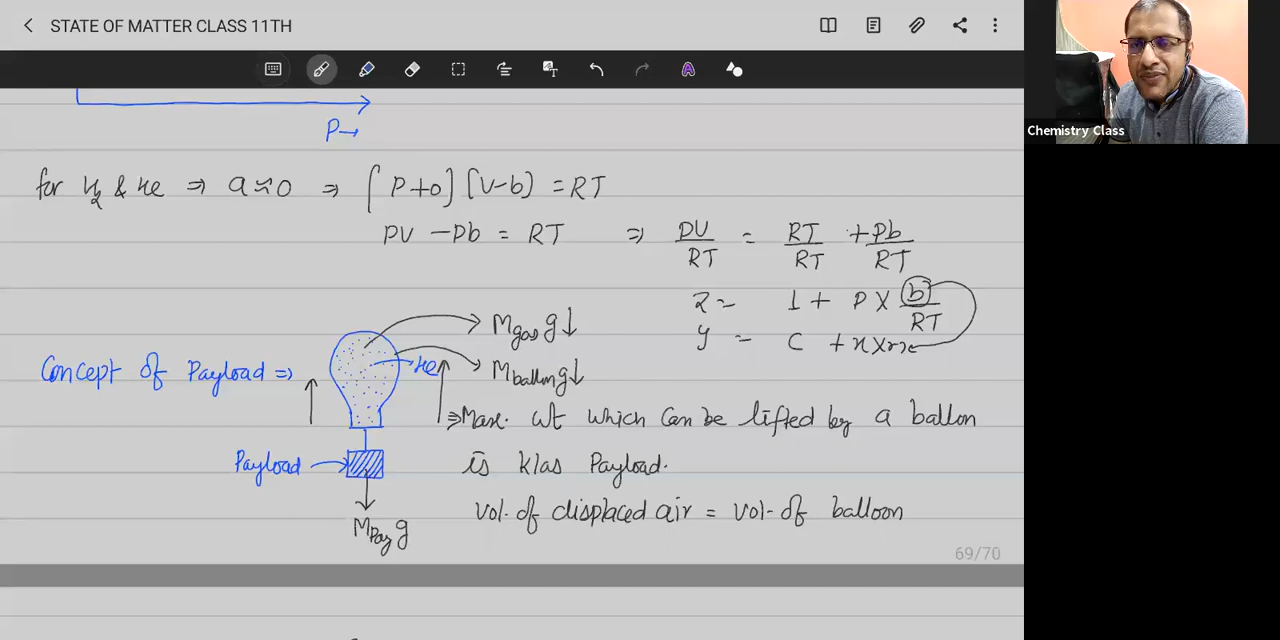 STATE OF MATTER CLASS 11TH
Chemistry Class
P→
for H2 & He ⇒ a≈0 ⇒ [P+0] [V-b] = RT
PV - Pb = RT ⇒ PV/RT = RT/RT + Pb/RT
Z = 1 + P X b/RT
y = C + x X m
Concept of Payload ⇒
He
Mgas g↓
Mballon g↓
⇒ Max. wt which can be lifted by a ballon
Payload →
is k/as Payload.
vol. of displaced air = vol. of balloon
MPay g
69/70